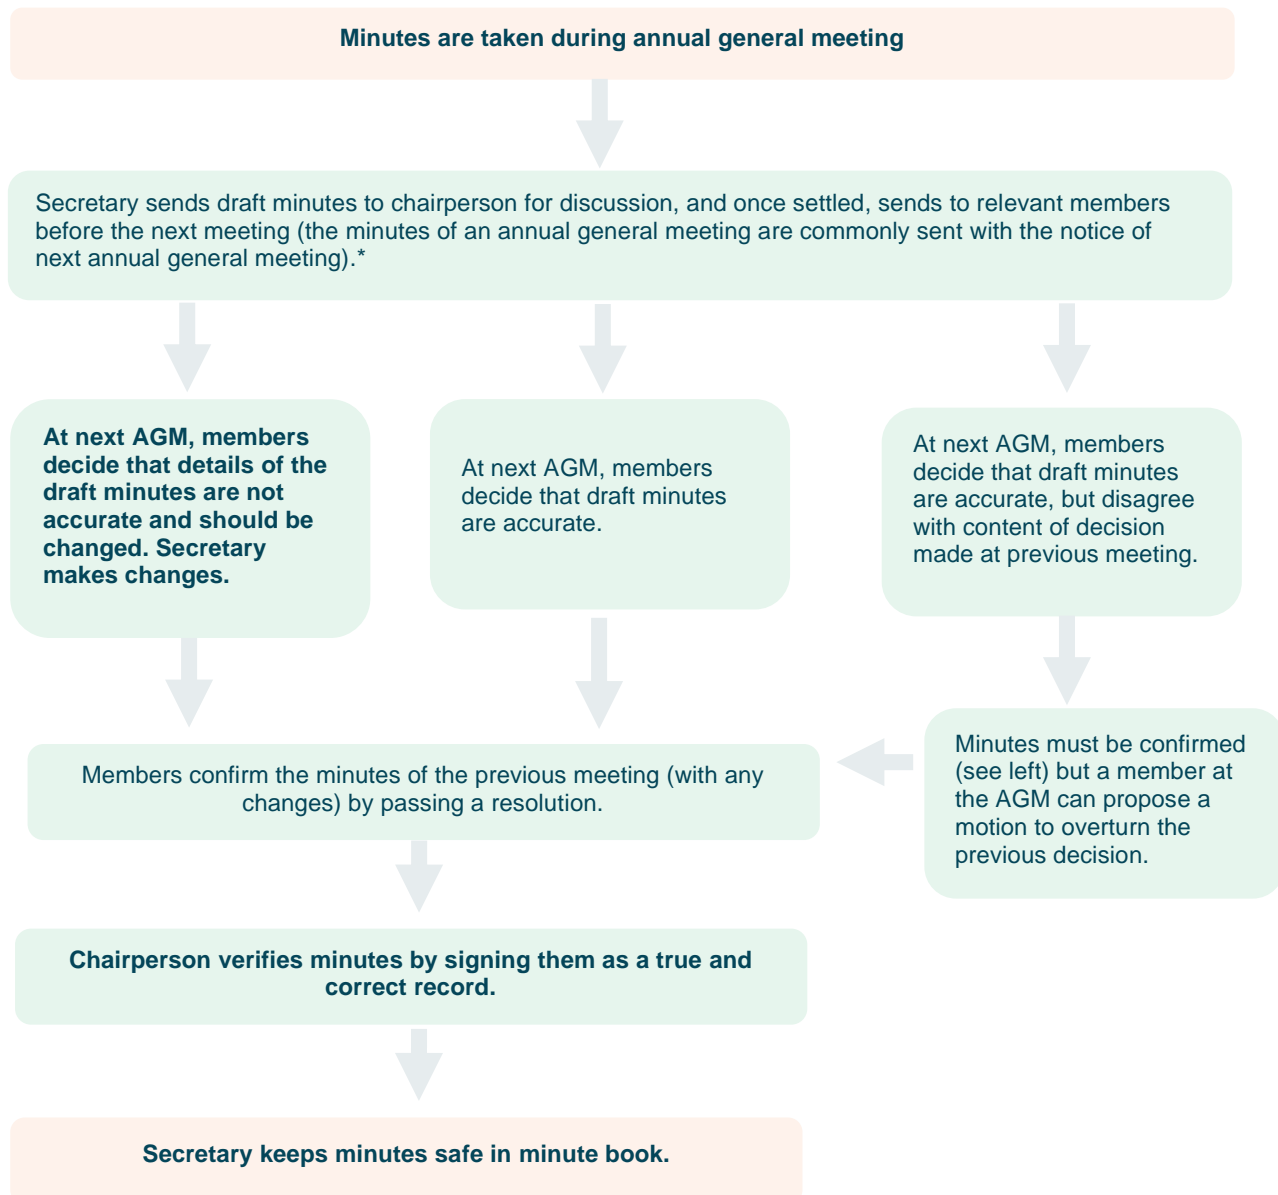 Minutes are taken during annual general meeting
Secretary sends draft minutes to chairperson for discussion, and once settled, sends to relevant members
before the next meeting (the minutes of an annual general meeting are commonly sent with the notice of
next annual general meeting).*
At next AGM, members
decide that details of the
draft minutes are not
accurate and should be
changed. Secretary
makes changes.
At next AGM, members
decide that draft minutes
are accurate.
At next AGM, members
decide that draft minutes
are accurate, but disagree
with content of decision
made at previous meeting.
Minutes must be confirmed
(see left) but a member at
the AGM can propose a
motion to overturn the
previous decision.
Members confirm the minutes of the previous meeting (with any
changes) by passing a resolution.
Chairperson verifies minutes by signing them as a true and
correct record.
Secretary keeps minutes safe in minute book.